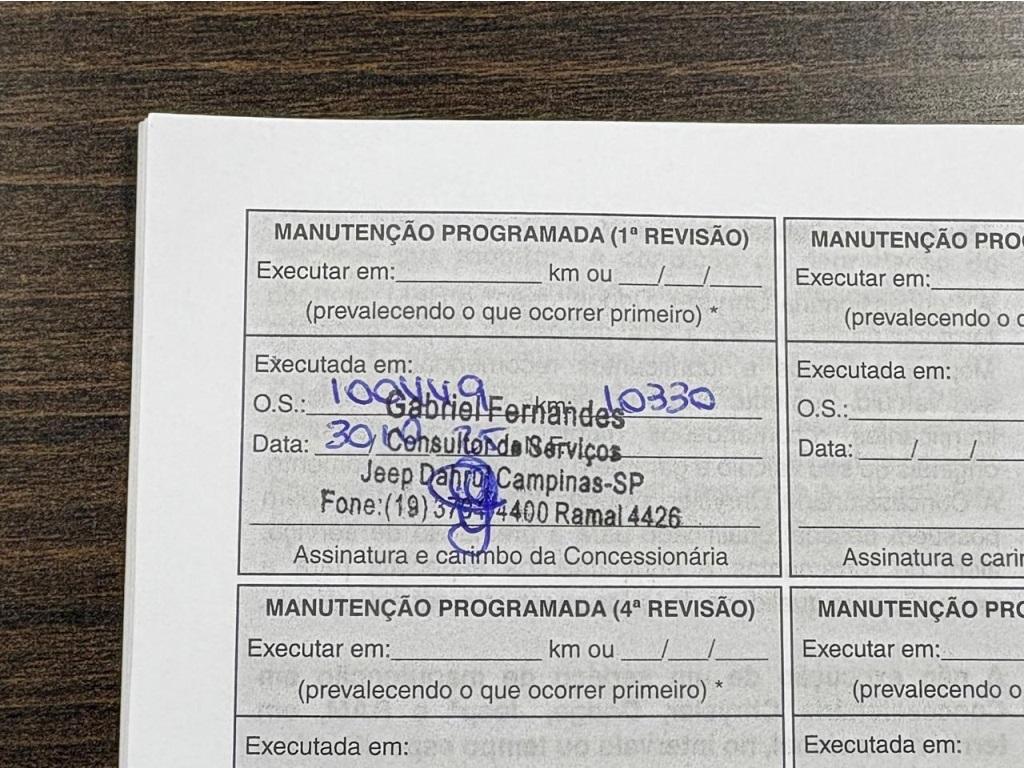 MANUTENÇÃO PROGRAMADA (1ª REVISÃO)
Executar em: km ou / /
(prevalecendo o que ocorrer primeiro) *
Executada em:
O.S.: 100449 km: 10330
Gabriel Fernandes
Data: 30/
Consultor de Serviços
Jeep Dahruj Campinas-SP
Fone:(19) 4400 Ramal 4426
Assinatura e carimbo da Concessionária
MANUTENÇÃO PRO
Executar em:
(prevalecendo o
Executada em:
O.S.:
Data: / /
Assinatura e carim
MANUTENÇÃO PROGRAMADA (4ª REVISÃO)
Executar em: km ou / /
(prevalecendo o que ocorrer primeiro) *
Executada em:
MANUTENÇÃO PRO
Executar em:
(prevalecendo o
Executada em: